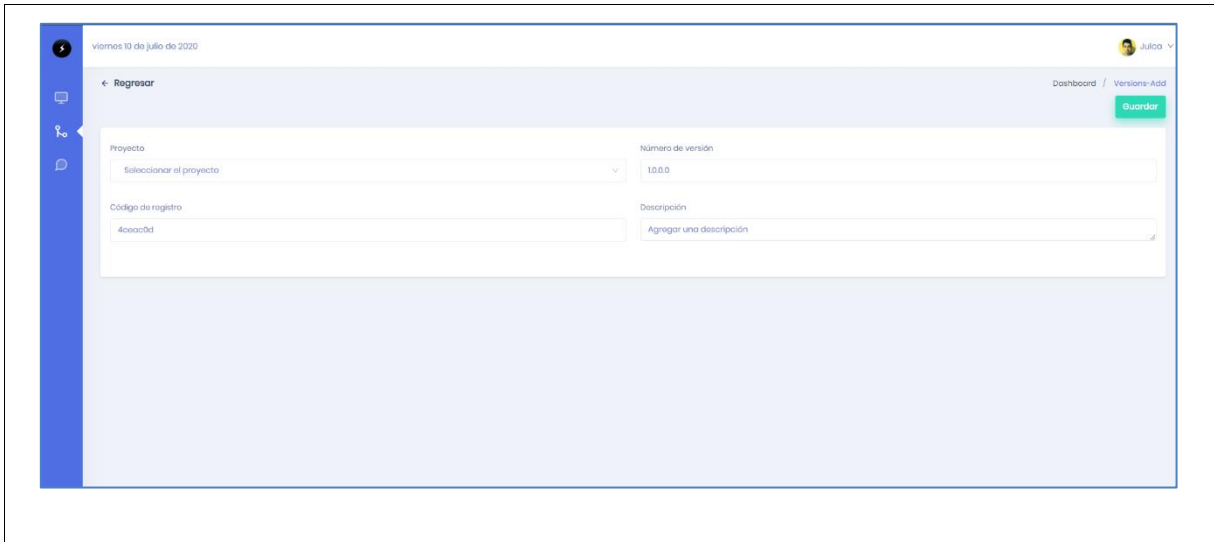 viernes 10 de julio de 2020
Julca
← Regresar
Dashboard / Versions-Add
Guardar
Proyecto
Número de versión
Seleccionar el proyecto
1.0.0.0
Código de registro
Descripción
4ceac0d
Agregar una descripción